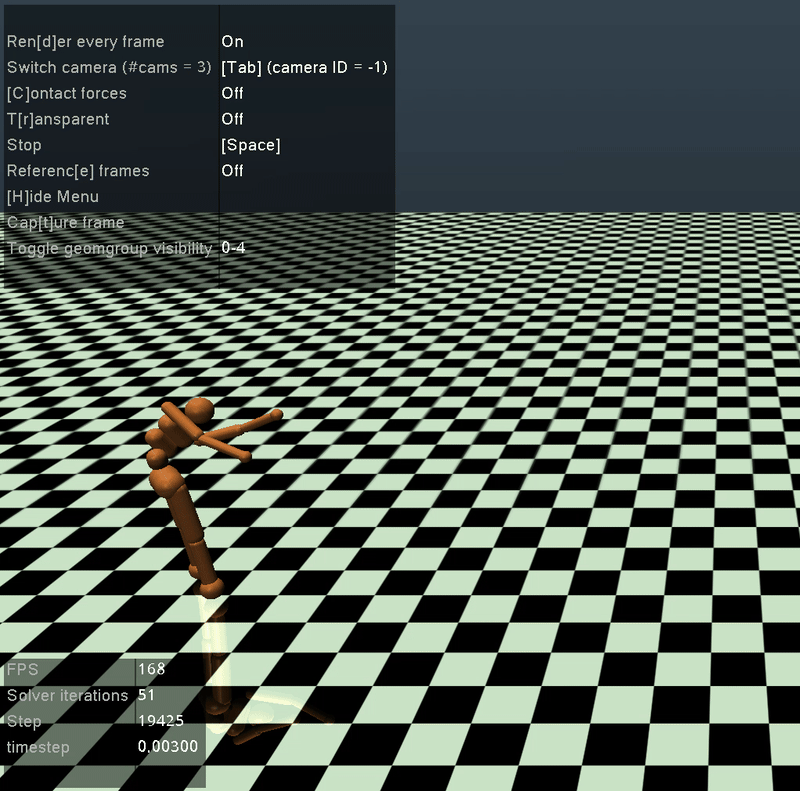 Ren[d]er every frame On
Switch camera (#cams = 3) [Tab] (camera ID = -1)
[C]ontact forces Off
T[r]ansparent Off
Stop [Space]
Referenc[e] frames Off
[H]ide Menu
Cap[t]ure frame
Toggle geomgroup visibility 0-4
FPS 168
Solver iterations 51
Step 19425
timestep 0.00300